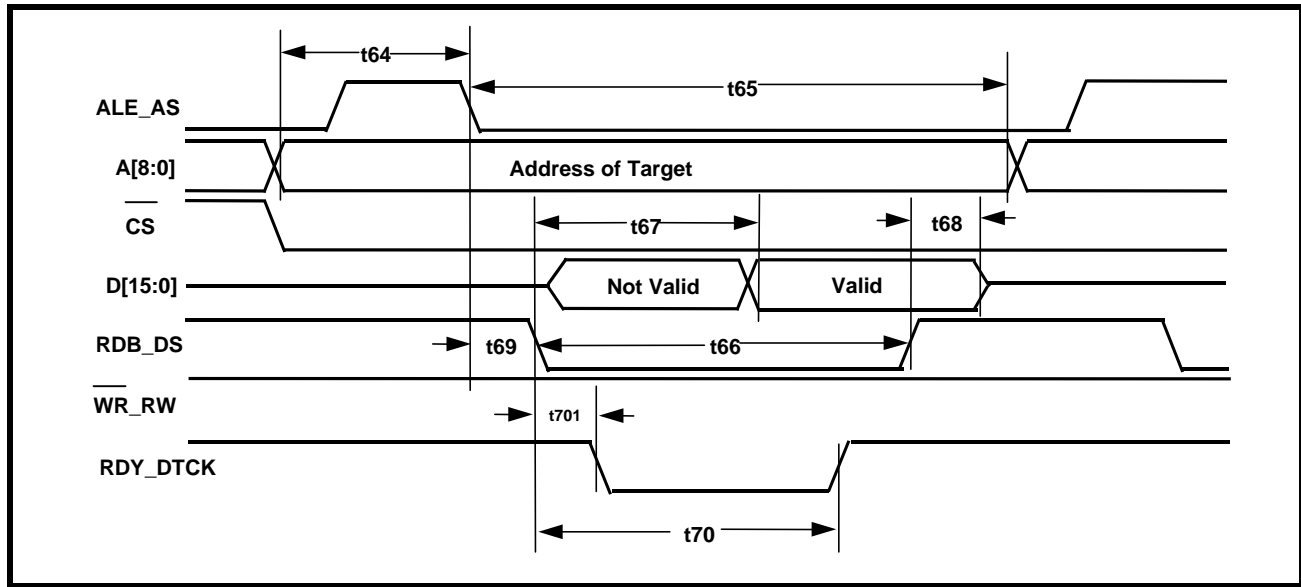 t64
t65
ALE_AS
A[8:0]
Address of Target
CS
t67
t68
D[15:0]
Not Valid
Valid
RDB_DS
t69
t66
WR_RW
t701
RDY_DTCK
t70